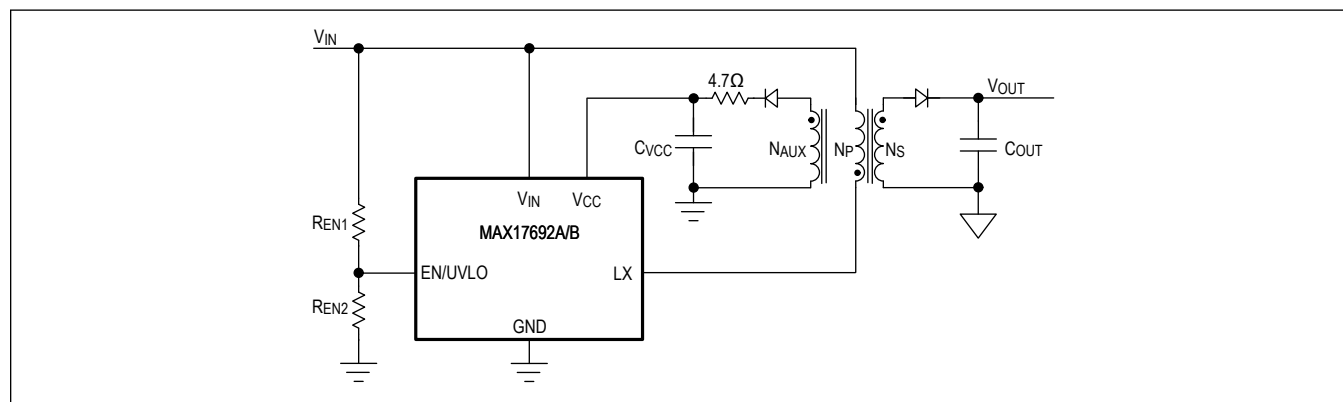 VIN
4.7Ω
VOUT
CVCC
NAUX
NP
NS
COUT
VIN
VCC
REN1
MAX17692A/B
EN/UVLO
LX
REN2
GND